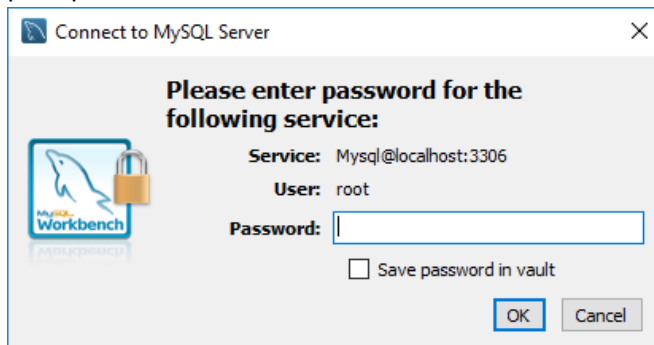 Connect to MySQL Server
Please enter password for the
following service:
Service: Mysql@localhost:3306
User: root
MySQL
Workbench
Password:
Save password in vault
OK Cancel